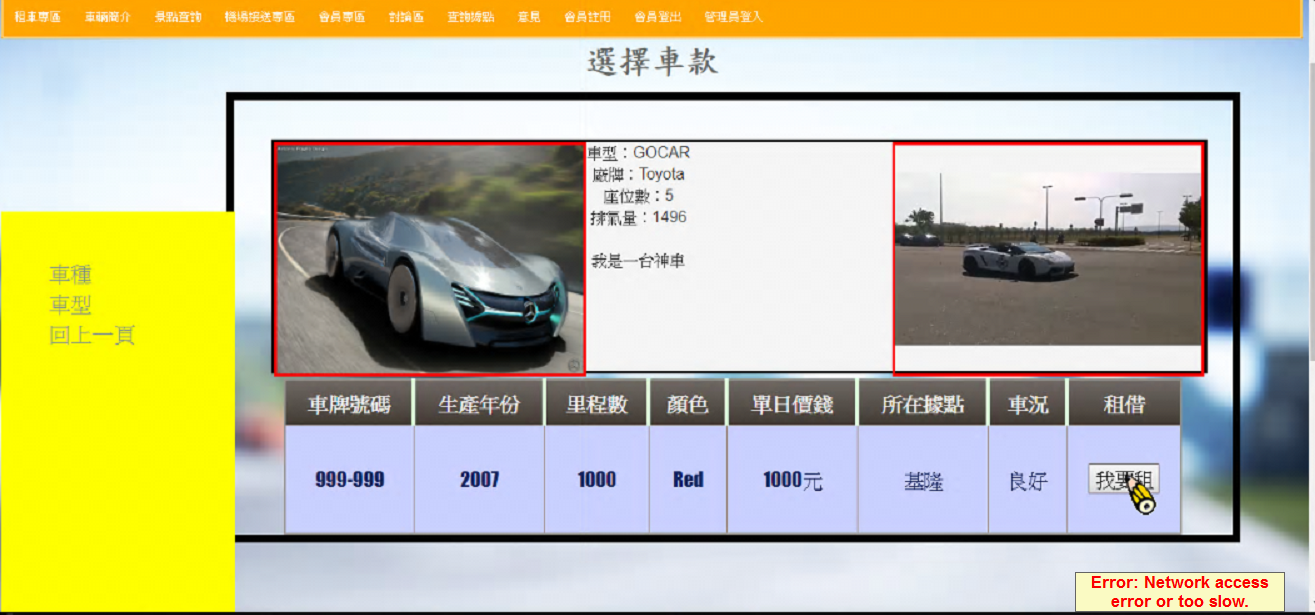 租車專區 車輛簡介 景點查詢 機場接送專區 會員專區 討論區 查詢據點 意見 會員註冊 會員登出 管理員登入
選擇車款
車型：GOCAR
廠牌：Toyota
座位數：5
排氣量：1496
我是一台神車
車種
車型
回上一頁
車牌號碼 生產年份 里程數 顏色 單日價錢 所在據點 車況 租借
999-999 2007 1000 Red 1000元 基隆 良好 我要租
Error: Network access
error or too slow.